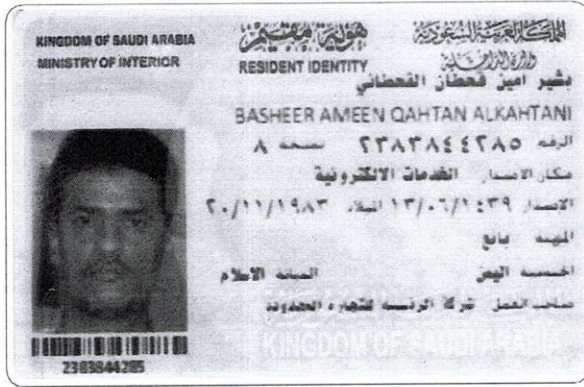 KINGDOM OF SAUDI ARABIA
MINISTRY OF INTERIOR
هوية مقيم
RESIDENT IDENTITY
المملكة العربية السعودية
وزارة الداخلية
بشير امين قحطان القحطاني
BASHEER AMEEN QAHTAN ALKAHTANI
الرقم ٢٣٨٣٨٤٤٢٨٥ نسخة ٨
مكان الاصدار الخدمات الالكترونية
الاصدار ١٣/٠٦/١٤٣٩ الميلاد ٢٠/١١/١٩٨٣
المهنة بائع
الجنسية اليمن الديانة الاسلام
صاحب العمل شركة للتجارة المحدودة
KINGDOM OF SAUDI ARABIA
2383844285